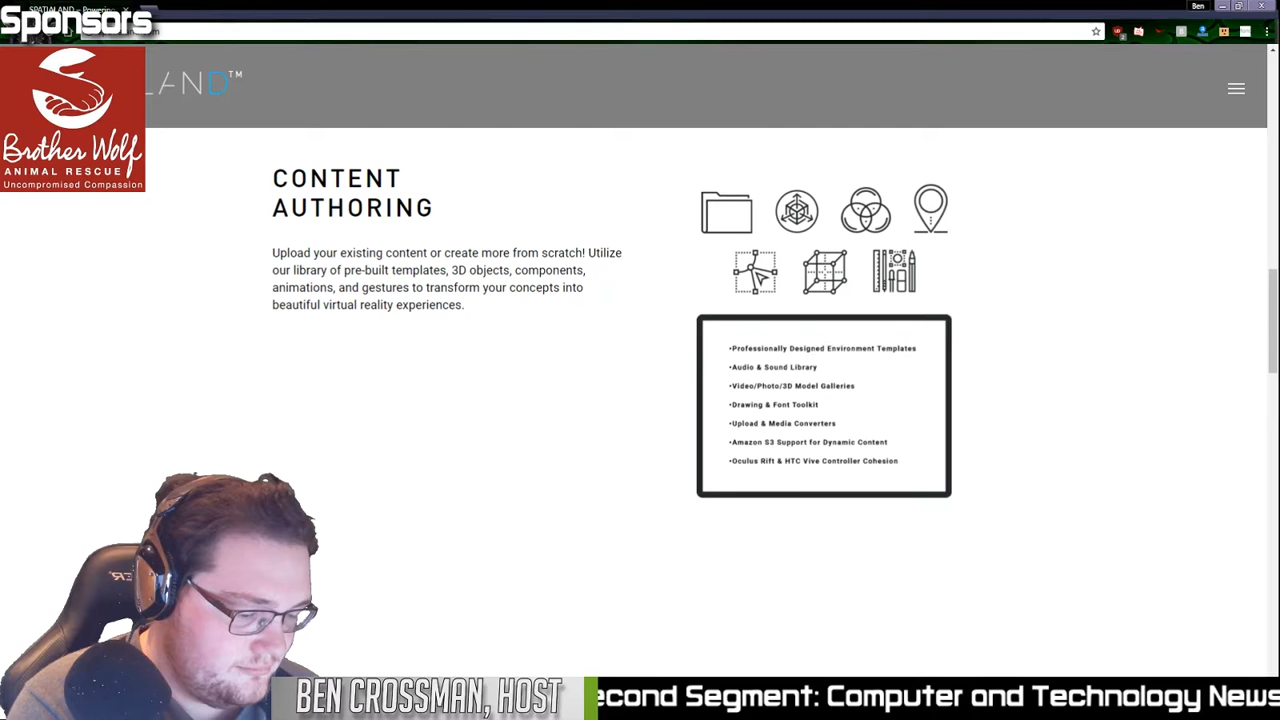 SPATIALAND – Powering
Ben
Sponsors
LAND™
Brother Wolf
ANIMAL RESCUE
Uncompromised Compassion
CONTENT
AUTHORING
Upload your existing content or create more from scratch! Utilize
our library of pre-built templates, 3D objects, components,
animations, and gestures to transform your concepts into
beautiful virtual reality experiences.
•Professionally Designed Environment Templates
•Audio & Sound Library
•Video/Photo/3D Model Galleries
•Drawing & Font Toolkit
•Upload & Media Converters
•Amazon S3 Support for Dynamic Content
•Oculus Rift & HTC Vive Controller Cohesion
BEN CROSSMAN, HOST
econd Segment: Computer and Technology News